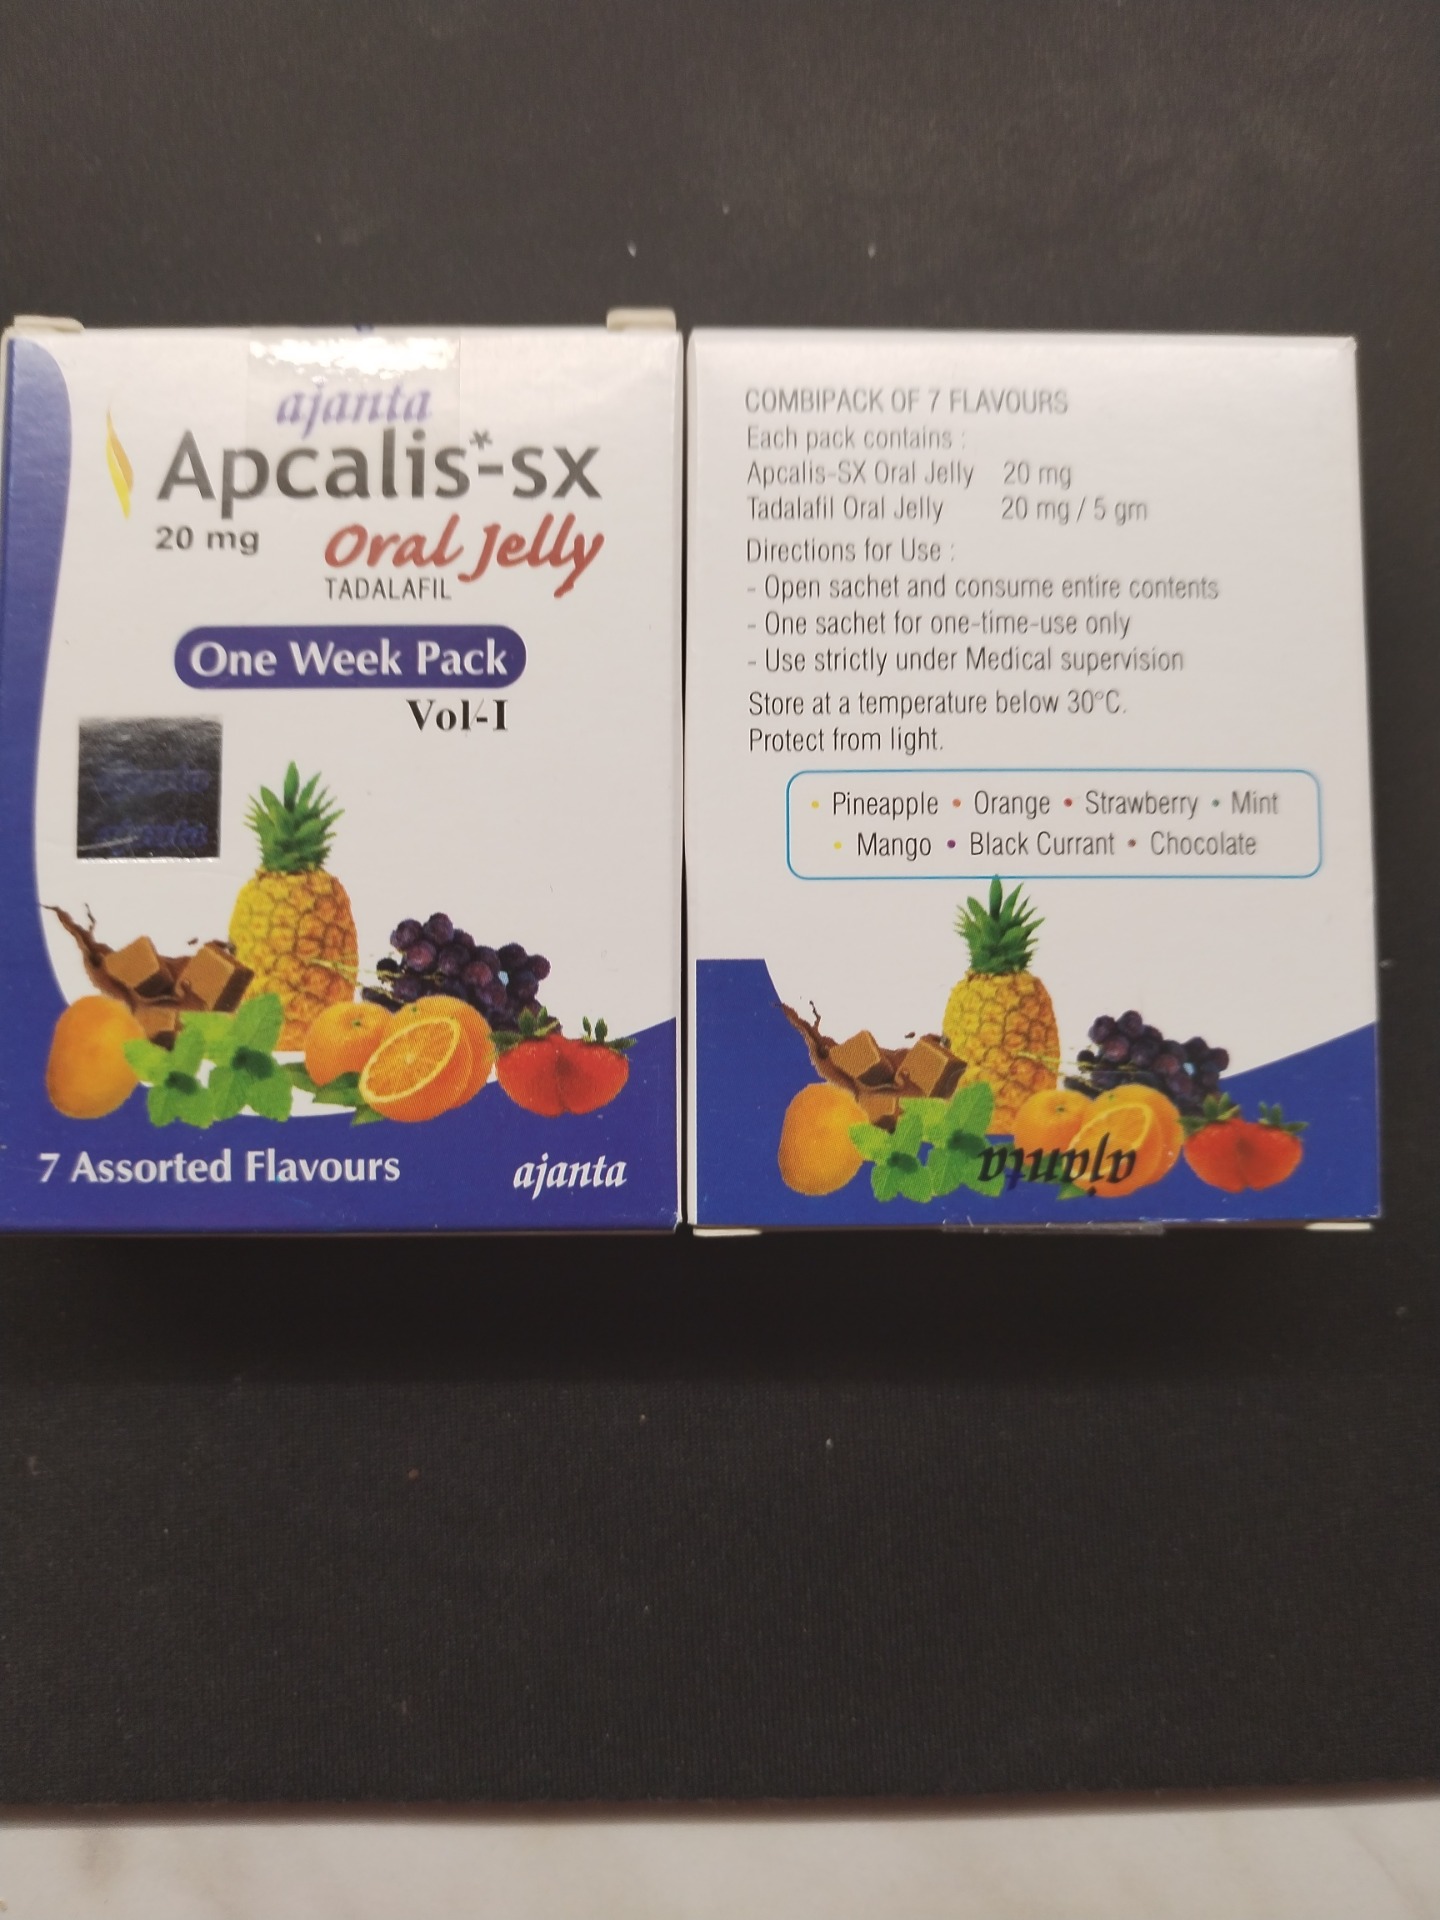 ajanta
Apcalis*-sx
20 mg
Oral Jelly
TADALAFIL
One Week Pack
Vol-I
ajanta
7 Assorted Flavours
ajanta
COMBIPACK OF 7 FLAVOURS
Each pack contains :
Apcalis-SX Oral Jelly 20 mg
Tadalafil Oral Jelly 20 mg / 5 gm
Directions for Use :
- Open sachet and consume entire contents
- One sachet for one-time-use only
- Use strictly under Medical supervision
Store at a temperature below 30°C.
Protect from light.
• Pineapple • Orange • Strawberry • Mint
• Mango • Black Currant • Chocolate
ajanta